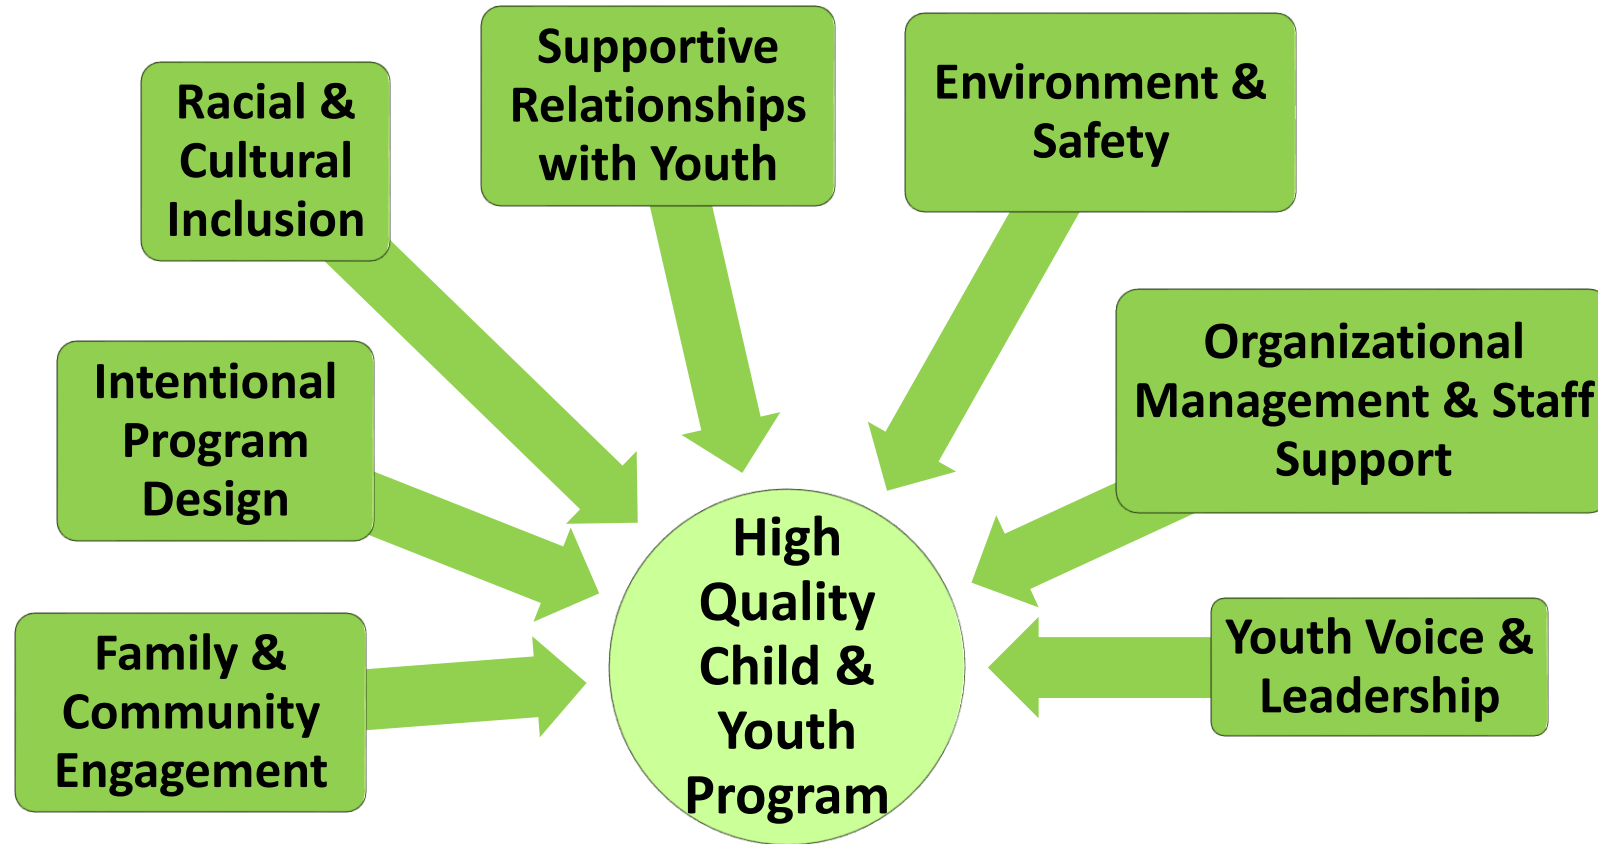 Supportive
Relationships
with Youth
Environment &
Safety
Racial &
Cultural
Inclusion
Organizational
Management & Staff
Support
Intentional
Program
Design
High
Quality
Child &
Youth
Program
Family &
Community
Engagement
Youth Voice &
Leadership